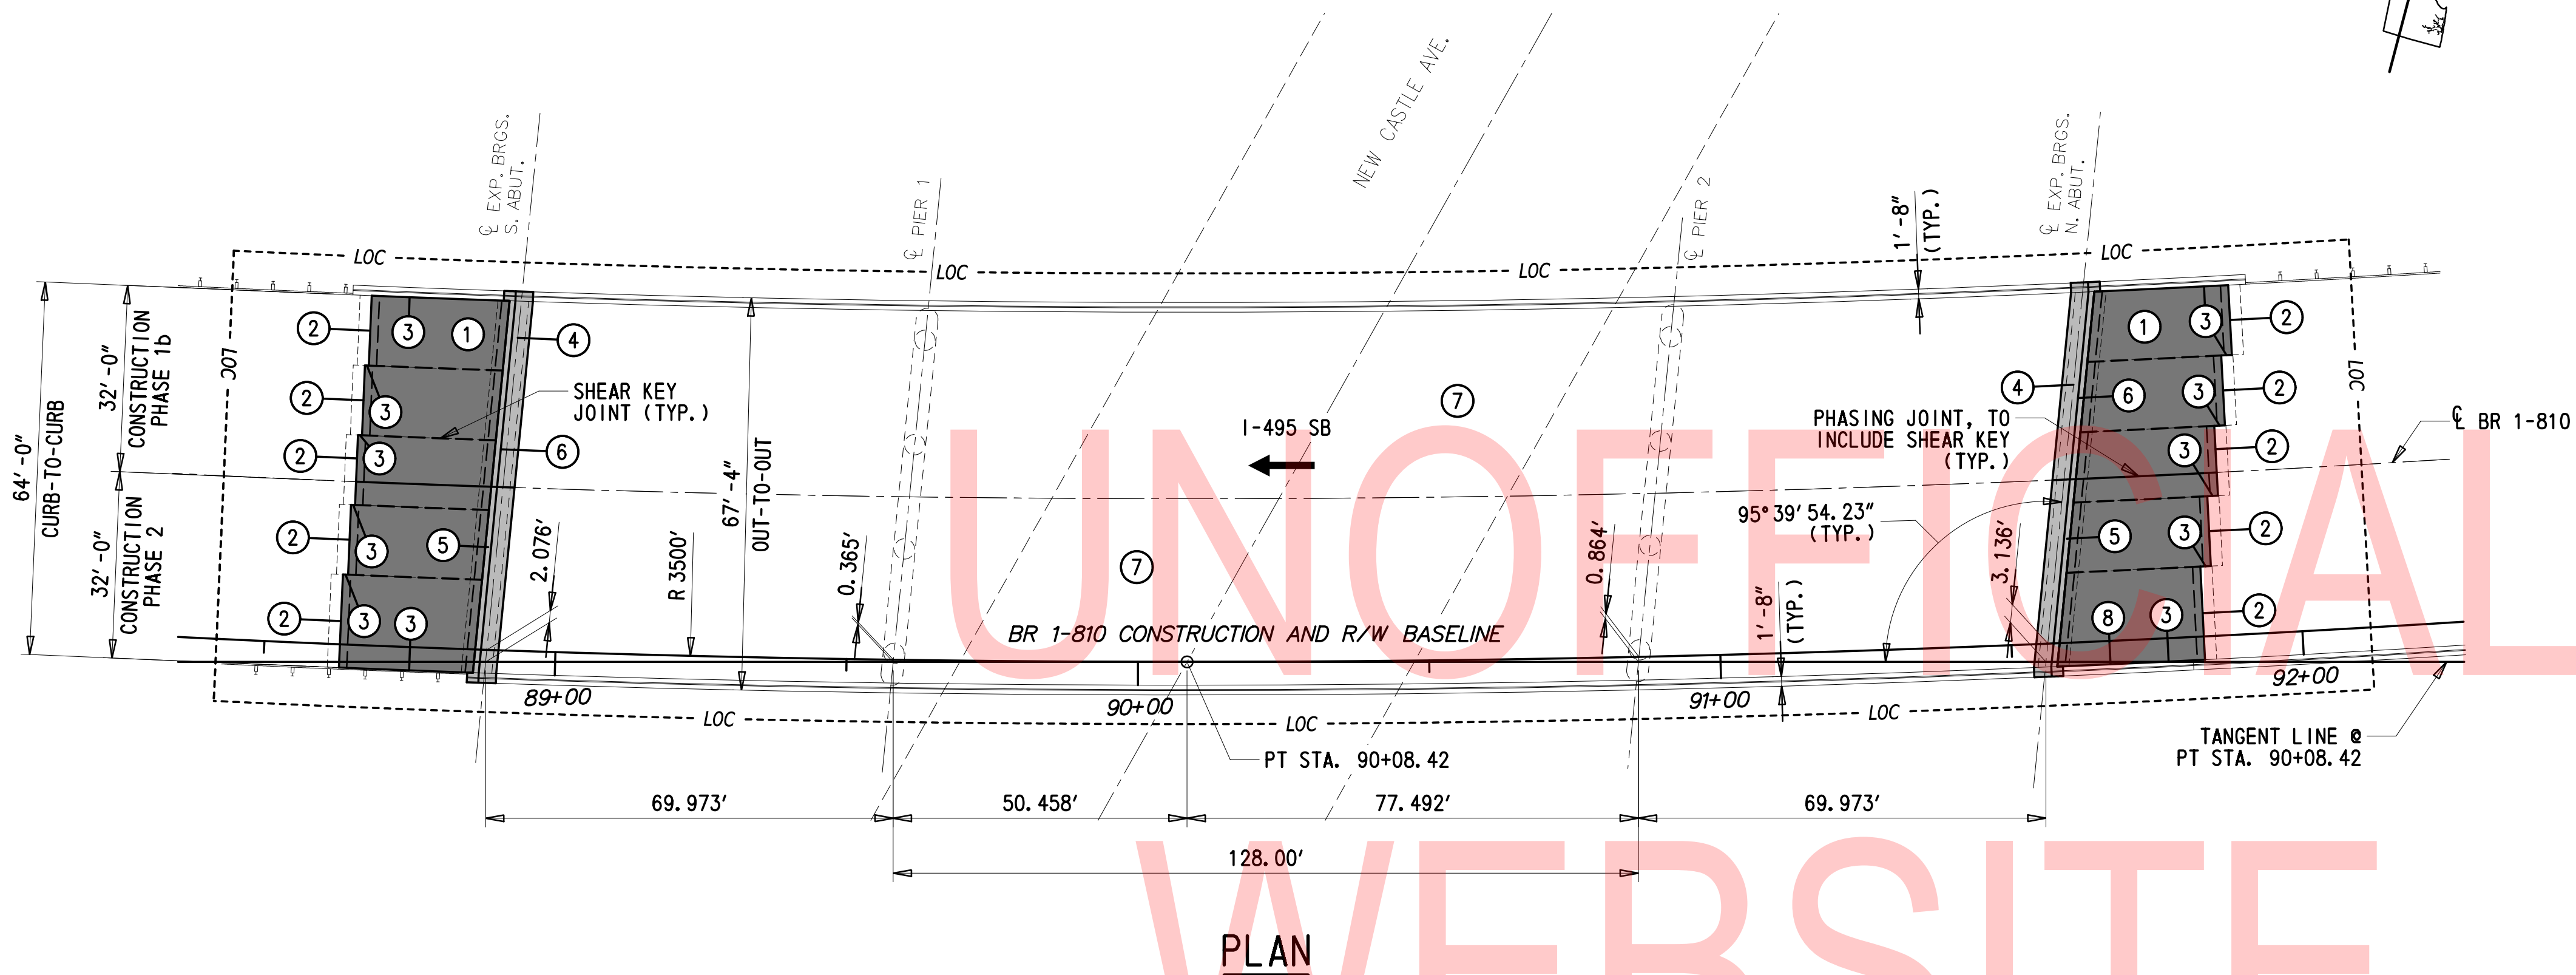 NEW CASTLE AVE.
℄ EXP. BRGS.
S. ABUT.
℄ PIER 1
℄ PIER 2
℄ EXP. BRGS.
N. ABUT.
1'-8"
(TYP.)
LOC
LOC
LOC
LOC
LOC
LOC
64'-0"
CURB-TO-CURB
32'-0"
CONSTRUCTION
PHASE 1b
32'-0"
CONSTRUCTION
PHASE 2
2
3
1
4
2
3
SHEAR KEY
JOINT (TYP.)
2
3
6
2
3
5
2
3
3
67'-4"
OUT-TO-OUT
R 3500'
2.076'
0.365'
0.864'
3.136'
7
I-495 SB
7
1
3
2
4
6
3
2
PHASING JOINT, TO
INCLUDE SHEAR KEY
(TYP.)
3
2
℄ BR 1-810
95°39'54.23"
(TYP.)
5
3
2
8
3
2
1'-8"
(TYP.)
BR 1-810 CONSTRUCTION AND R/W BASELINE
89+00
90+00
91+00
92+00
LOC
LOC
LOC
PT STA. 90+08.42
TANGENT LINE @
PT STA. 90+08.42
69.973'
50.458'
77.492'
69.973'
128.00'
PLAN
UNOFFICIAL
WEBSITE